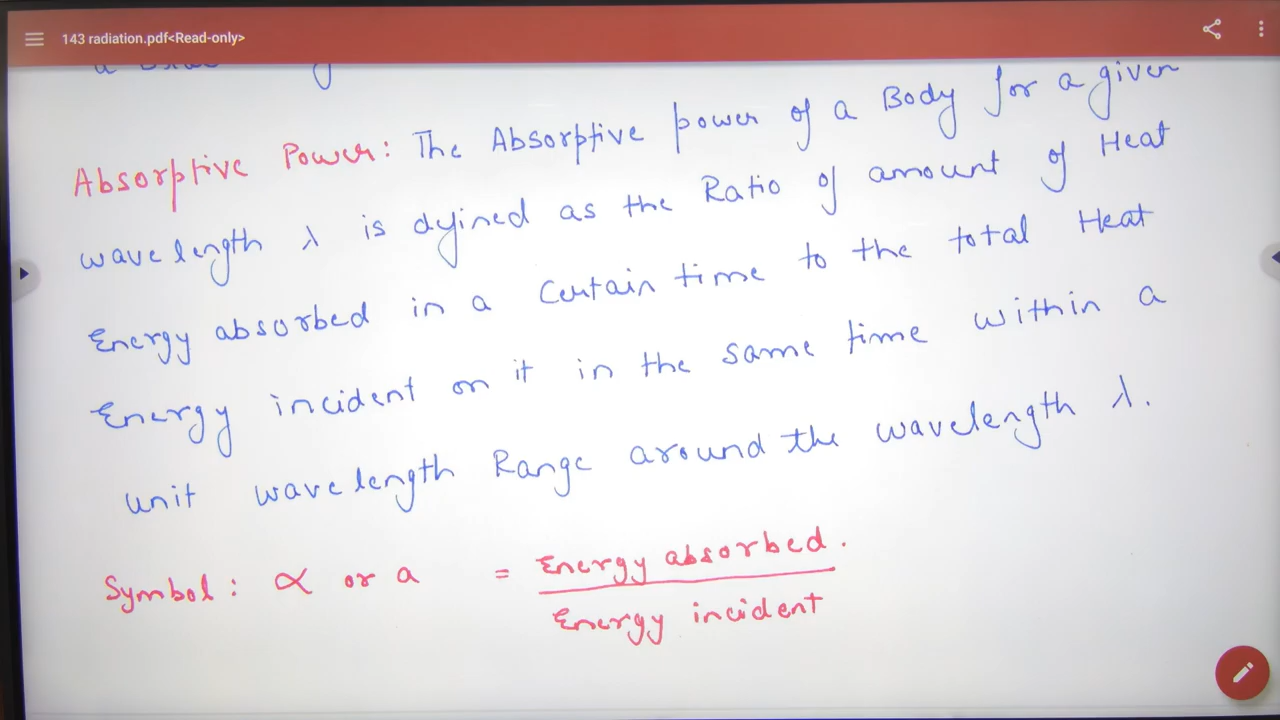 143 radiation.pdf<Read-only>
Absorptive Power: The Absorptive power of a Body for a given
wavelength λ is defined as the Ratio of amount of Heat
Energy absorbed in a Certain time to the total Heat
Energy incident on it in the same time within a
unit wavelength Range around the wavelength λ.
Symbol: α or a = Energy absorbed.
Energy incident